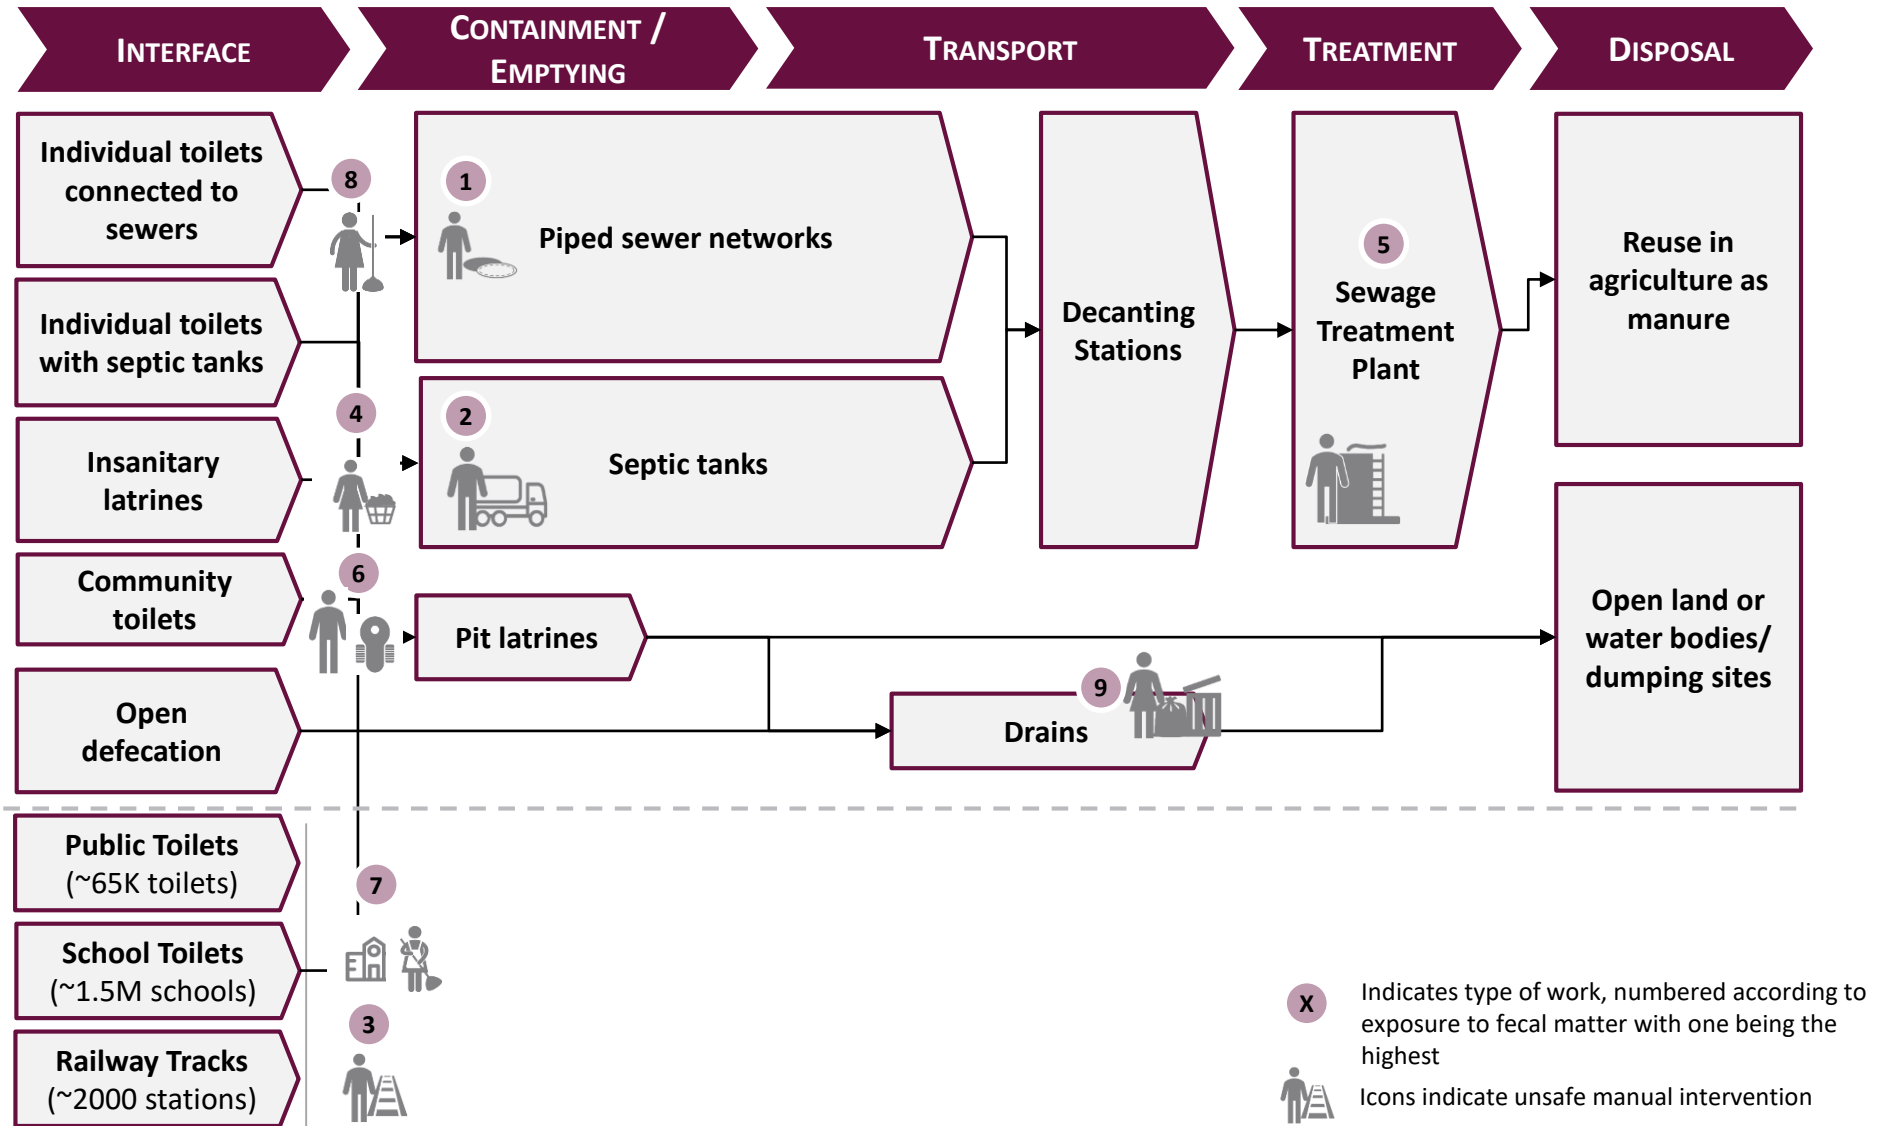 INTERFACE
CONTAINMENT /
EMPTYING
TRANSPORT
TREATMENT
DISPOSAL
Individual toilets
connected to
sewers
8
1
Piped sewer networks
Decanting
Stations
5
Sewage
Treatment
Plant
Reuse in
agriculture as
manure
Individual toilets
with septic tanks
4
2
Septic tanks
Insanitary
latrines
6
Community
toilets
Pit latrines
Open land or
water bodies/
dumping sites
Open
defecation
9
Drains
Public Toilets
(~65K toilets)
7
School Toilets
(~1.5M schools)
3
Railway Tracks
(~2000 stations)
X
Indicates type of work, numbered according to
exposure to fecal matter with one being the
highest
Icons indicate unsafe manual intervention